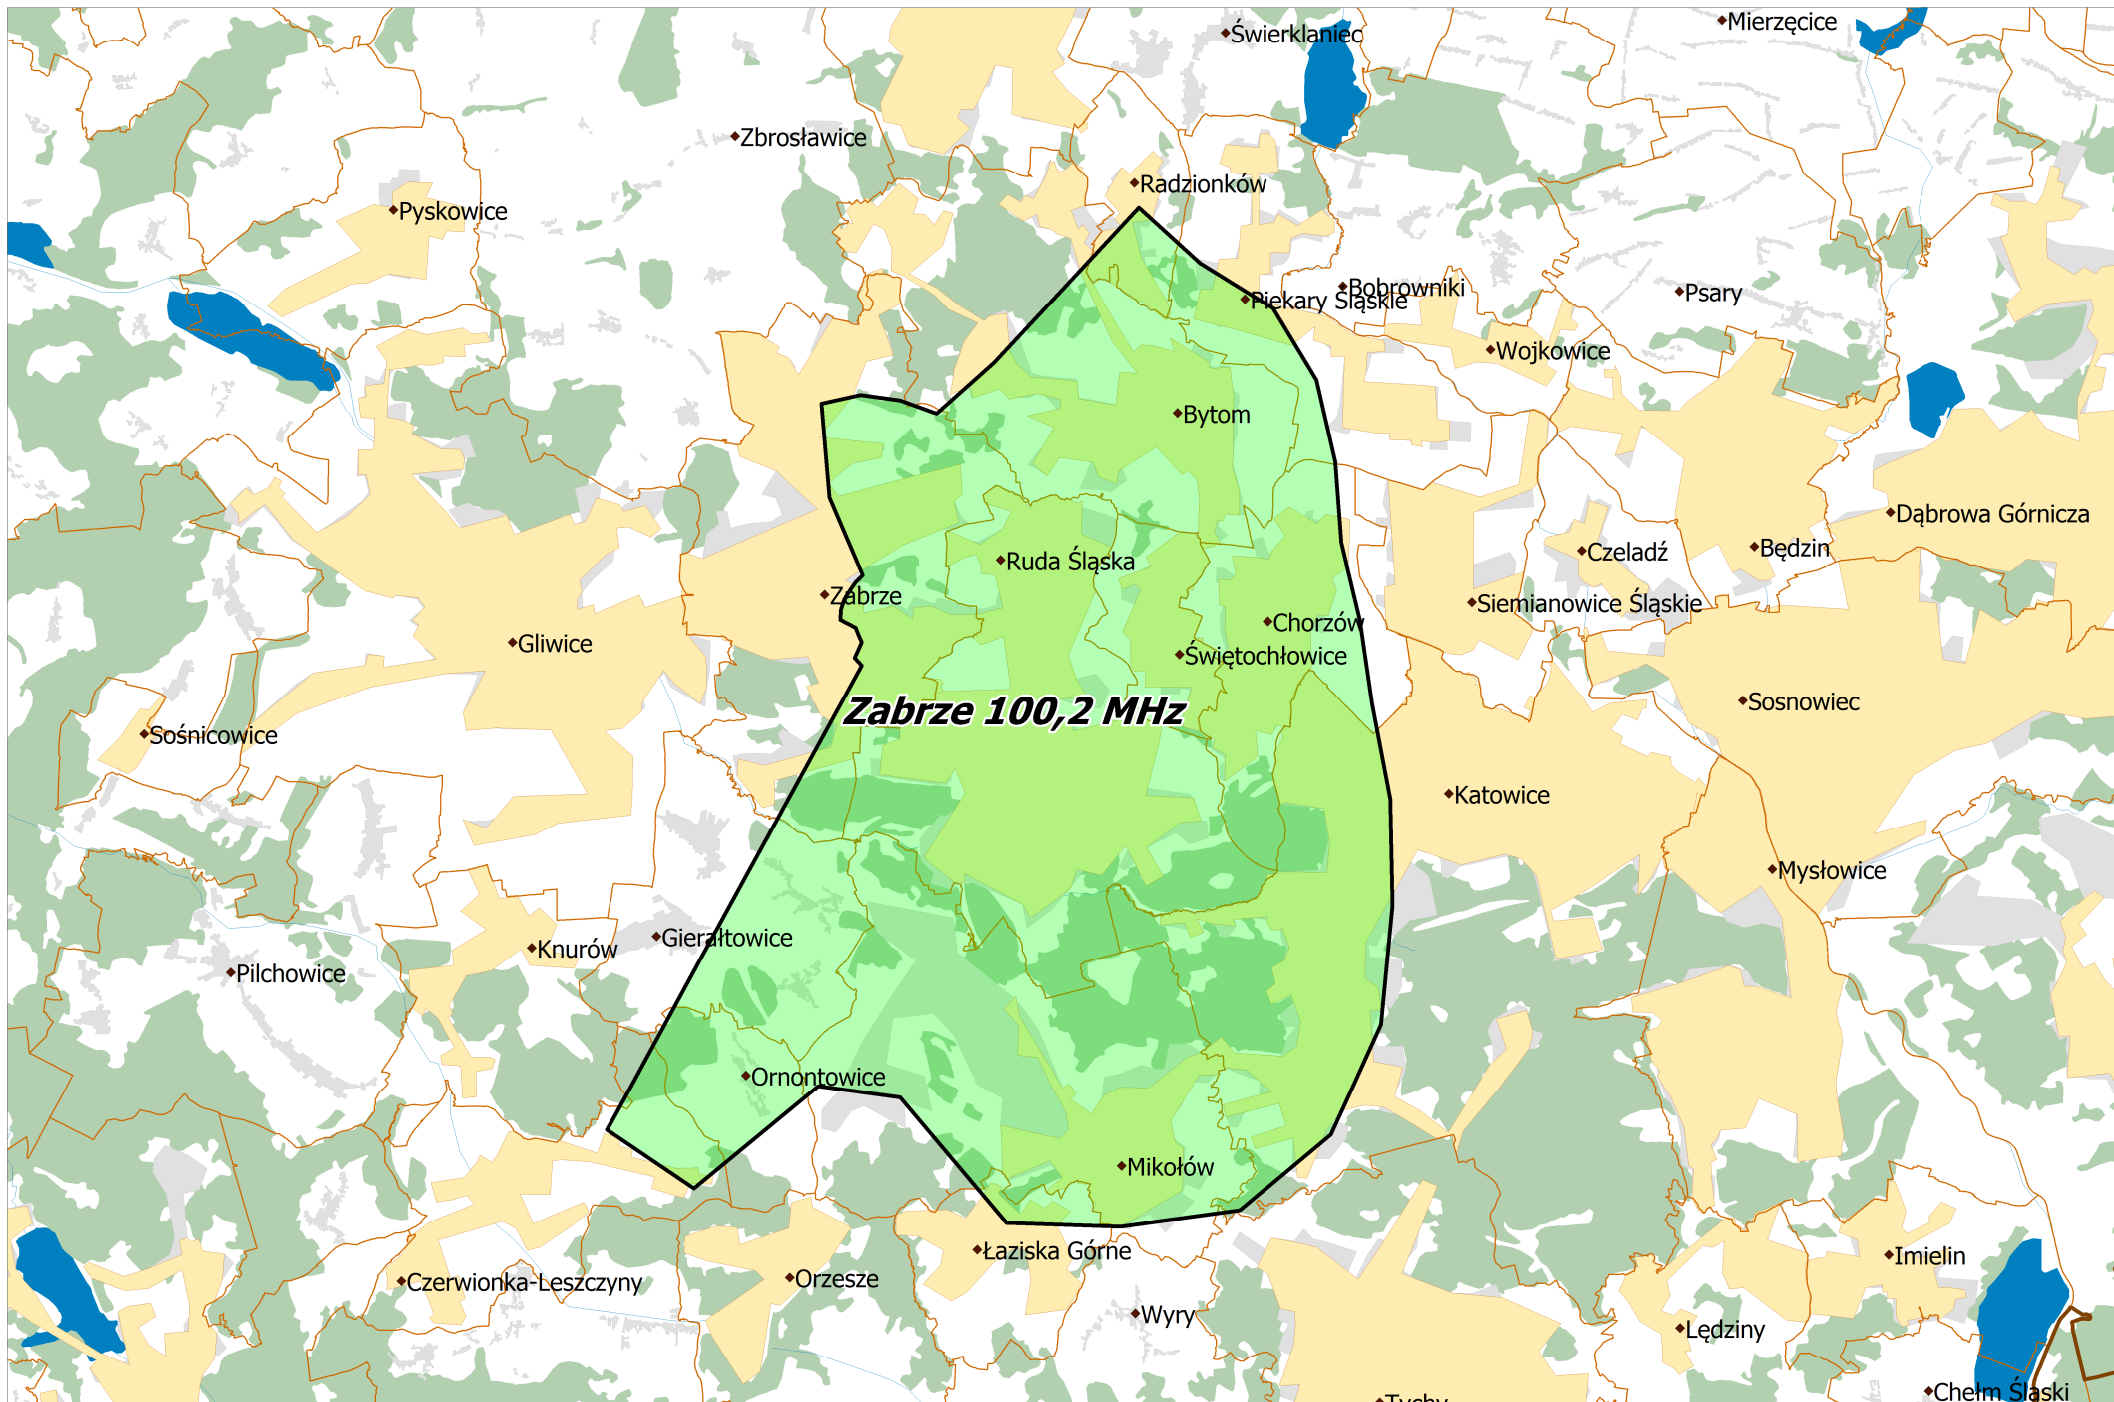 Świerklaniec
Mierzęcice
Zbrosławice
Radzionków
Pyskowice
Bobrowniki
Piekary Śląskie
Psary
Wojkowice
Bytom
Dąbrowa Górnicza
Będzin
Czeladź
Ruda Śląska
Zabrze
Siemianowice Śląskie
Chorzów
Gliwice
Świętochłowice
Sosnowiec
Zabrze 100,2 MHz
Sośnicowice
Katowice
Mysłowice
Gierałtowice
Knurów
Pilchowice
Ornontowice
Mikołów
Łaziska Górne
Imielin
Orzesze
Czerwionka-Leszczyny
Wyry
Lędziny
Chełm Śląski
Tychy